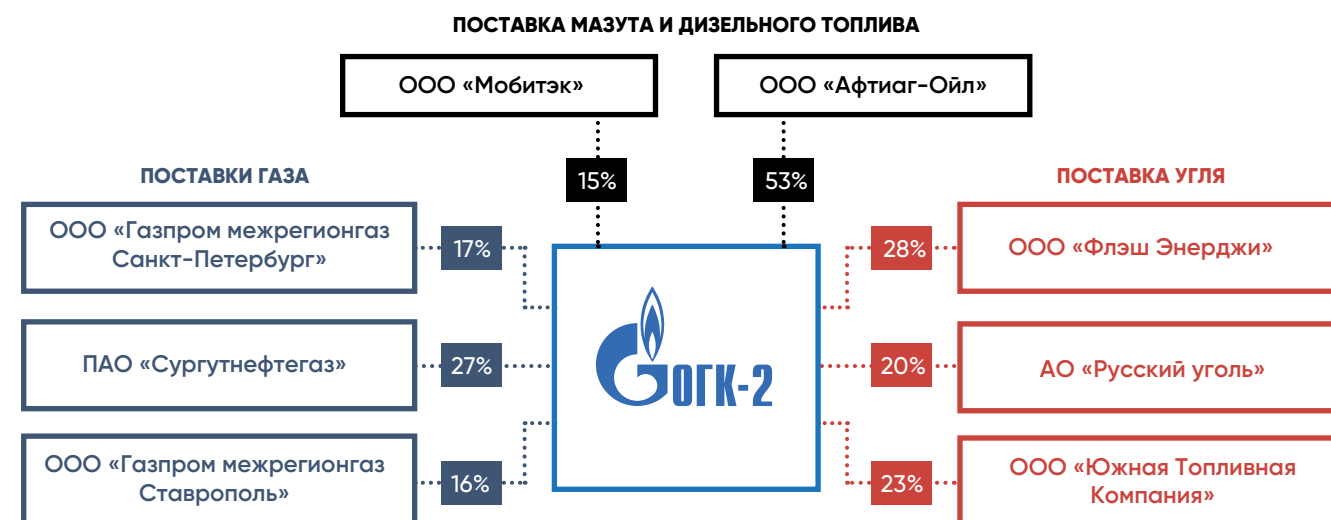 ПОСТАВКА МАЗУТА И ДИЗЕЛЬНОГО ТОПЛИВА
ООО «Мобитэк»
ООО «Афтиаг-Ойл»
15%
53%
ПОСТАВКИ ГАЗА
ООО «Газпром межрегионгаз
Санкт-Петербург»
17%
ПАО «Сургутнефтегаз»
27%
ООО «Газпром межрегионгаз
Ставрополь»
16%
ОГК-2
ПОСТАВКА УГЛЯ
28%
ООО «Флэш Энерджи»
20%
АО «Русский уголь»
23%
ООО «Южная Топливная
Компания»